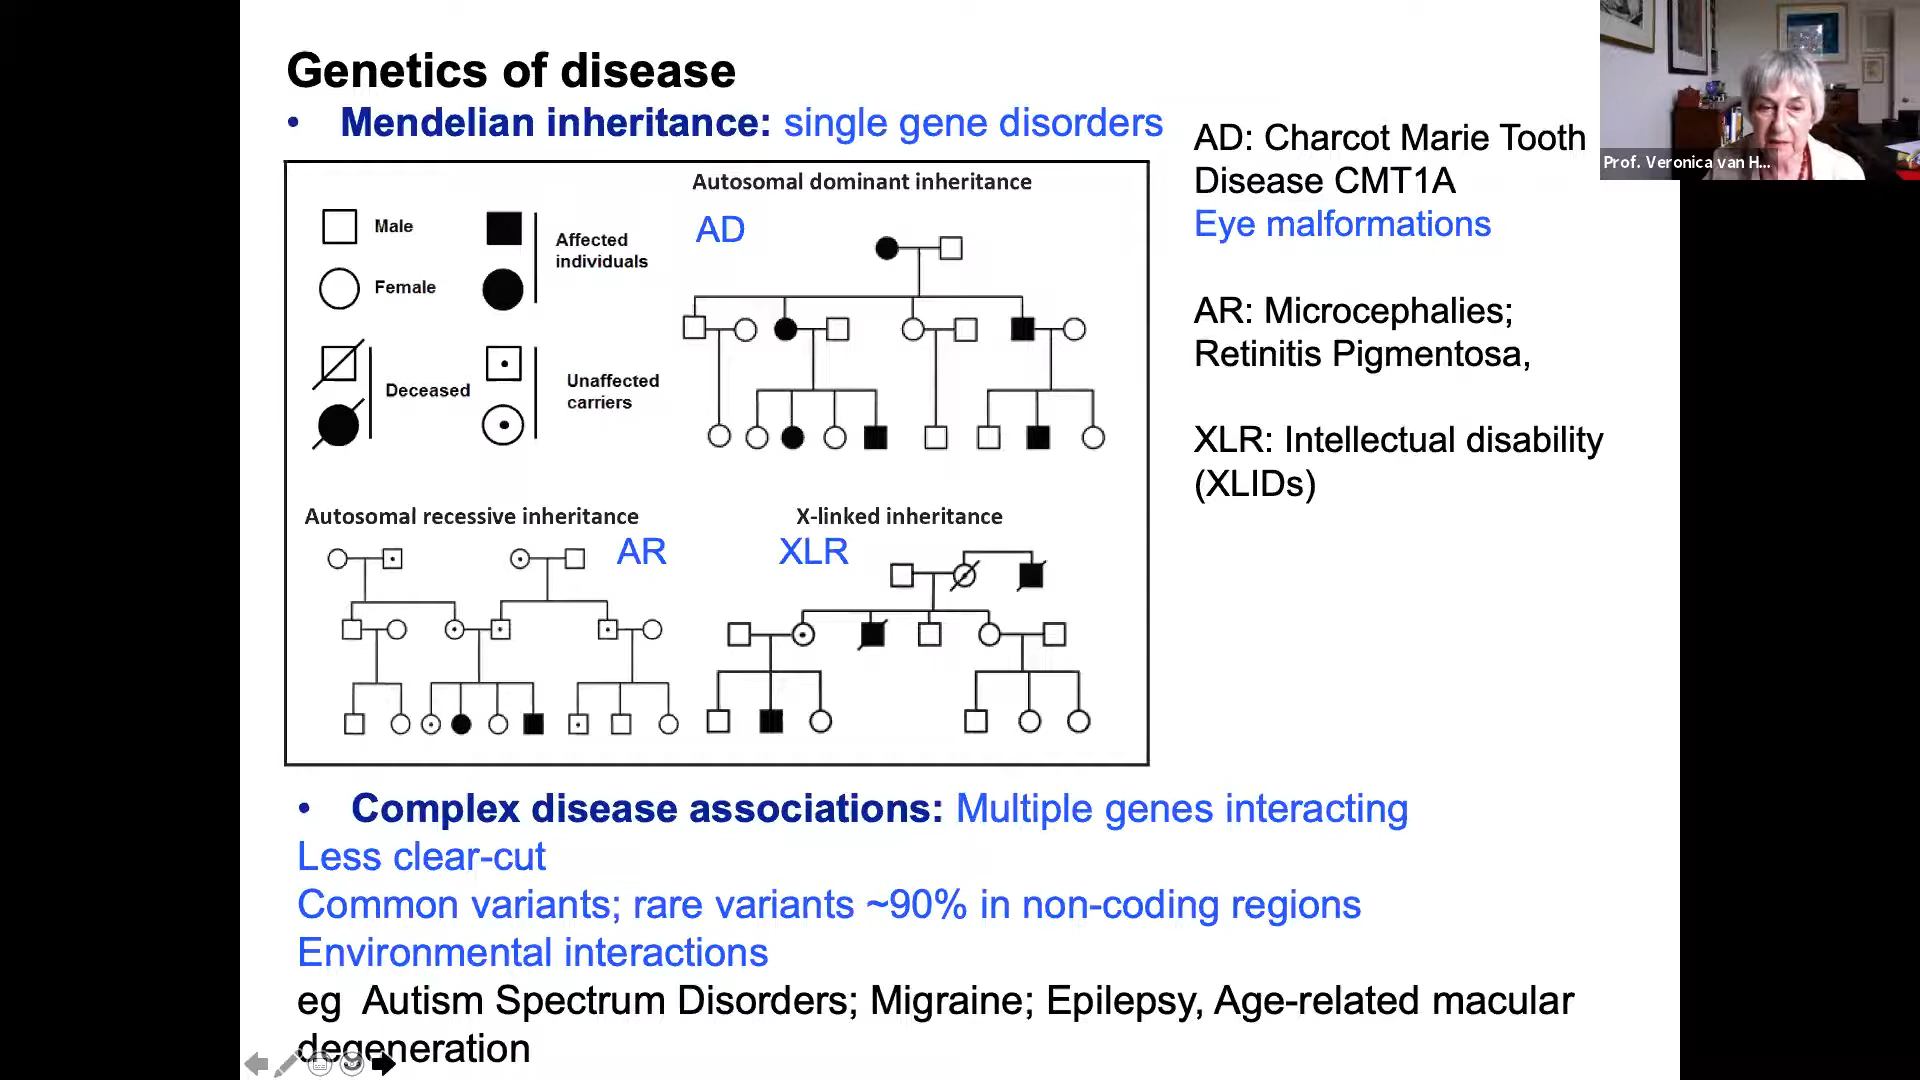 Genetics of disease
• Mendelian inheritance: single gene disorders
Autosomal dominant inheritance
AD
Male
Female
Affected
individuals
Deceased
Unaffected
carriers
Autosomal recessive inheritance
AR
X-linked inheritance
XLR
AD: Charcot Marie Tooth
Disease CMT1A
Eye malformations
AR: Microcephalies;
Retinitis Pigmentosa,
XLR: Intellectual disability
(XLIDs)
Prof. Veronica van H...
• Complex disease associations: Multiple genes interacting
Less clear-cut
Common variants; rare variants ~90% in non-coding regions
Environmental interactions
eg Autism Spectrum Disorders; Migraine; Epilepsy, Age-related macular
degeneration